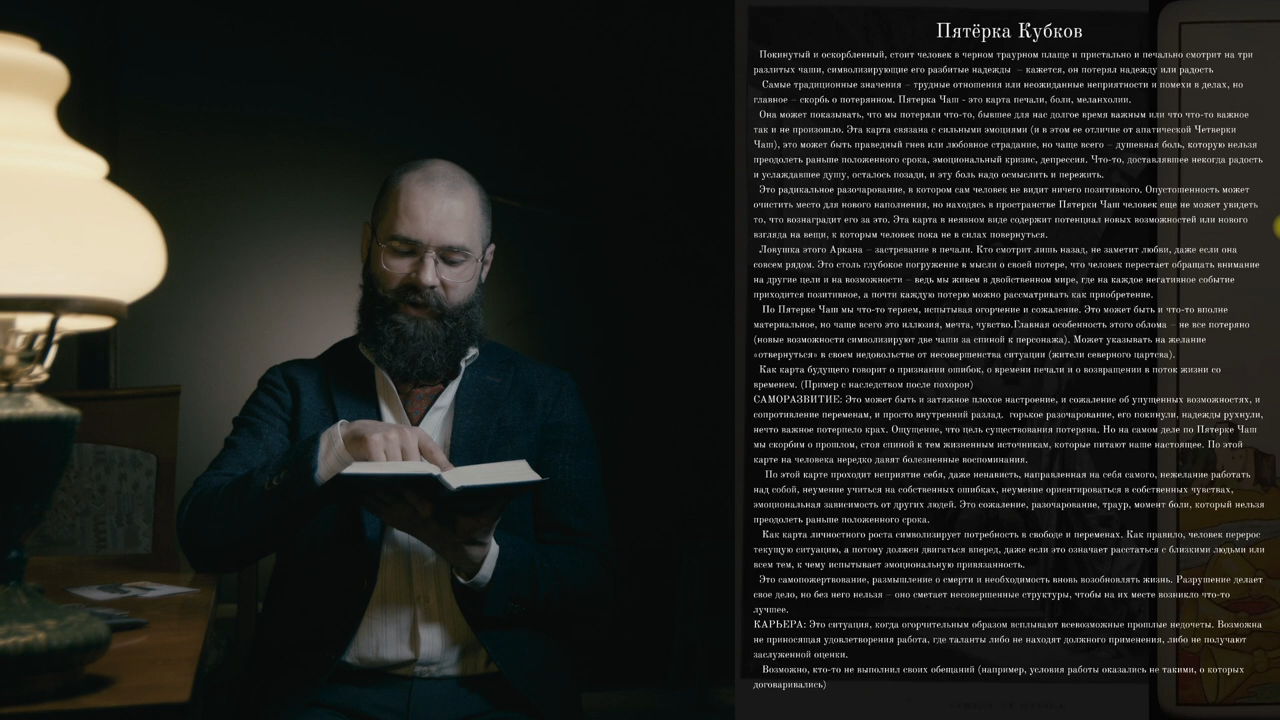 Пятёрка Кубков
Покинутый и оскорбленный, стоит человек в черном траурном плаще и пристально и печально смотрит на три
разлитых чаши, символизирующие его разбитые надежды – кажется, он потерял надежду или радость
Самые традиционные значения – трудные отношения или неожиданные неприятности и помехи в делах, но
главное – скорбь о потерянном. Пятерка Чаш - это карта печали, боли, меланхолии.
Она может показывать, что мы потеряли что-то, бывшее для нас долгое время важным или что что-то важное
так и не произошло. Эта карта связана с сильными эмоциями (и в этом ее отличие от апатической Четверки
Чаш), это может быть праведный гнев или любовное страдание, но чаще всего – душевная боль, которую нельзя
преодолеть раньше положенного срока, эмоциональный кризис, депрессия. Что-то, доставлявшее некогда радость
и услаждавшее душу, осталось позади, и эту боль надо осмыслить и пережить.
Это радикальное разочарование, в котором сам человек не видит ничего позитивного. Опустошенность может
очистить место для нового наполнения, но находясь в пространстве Пятерки Чаш человек еще не может увидеть
то, что вознаградит его за это. Эта карта в неявном виде содержит потенциал новых возможностей или нового
взгляда на вещи, к которым человек пока не в силах повернуться.
Ловушка этого Аркана – застревание в печали. Кто смотрит лишь назад, не заметит любви, даже если она
совсем рядом. Это столь глубокое погружение в мысли о своей потере, что человек перестает обращать внимание
на другие цели и на возможности – ведь мы живем в двойственном мире, где на каждое негативное событие
приходится позитивное, а почти каждую потерю можно рассматривать как приобретение.
По Пятерке Чаш мы что-то теряем, испытывая огорчение и сожаление. Это может быть и что-то вполне
материальное, но чаще всего это иллюзия, мечта, чувство.Главная особенность этого облома – не все потеряно
(новые возможности символизируют две чаши за спиной к персонажа). Может указывать на желание
«отвернуться» в своем недовольстве от несовершенства ситуации (жители северного цартсва).
Как карта будущего говорит о признании ошибок, о времени печали и о возвращении в поток жизни со
временем. (Пример с наследством после похорон)
САМОРАЗВИТИЕ: Это может быть и затяжное плохое настроение, и сожаление об упущенных возможностях, и
сопротивление переменам, и просто внутренний разлад. горькое разочарование, его покинули, надежды рухнули,
нечто важное потерпело крах. Ощущение, что цель существования потеряна. Но на самом деле по Пятерке Чаш
мы скорбим о прошлом, стоя спиной к тем жизненным источникам, которые питают наше настоящее. По этой
карте на человека нередко давят болезненные воспоминания.
По этой карте проходит неприятие себя, даже ненависть, направленная на себя самого, нежелание работать
над собой, неумение учиться на собственных ошибках, неумение ориентироваться в собственных чувствах,
эмоциональная зависимость от других людей. Это сожаление, разочарование, траур, момент боли, который нельзя
преодолеть раньше положенного срока.
Как карта личностного роста символизирует потребность в свободе и переменах. Как правило, человек перерос
текущую ситуацию, а потому должен двигаться вперед, даже если это означает расстаться с близкими людьми или
всем тем, к чему испытывает эмоциональную привязанность.
Это самопожертвование, размышление о смерти и необходимость вновь возобновлять жизнь. Разрушение делает
свое дело, но без него нельзя – оно сметает несовершенные структуры, чтобы на их месте возникло что-то
лучшее.
КАРЬЕРА: Это ситуация, когда огорчительным образом всплывают всевозможные прошлые недочеты. Возможна
не приносящая удовлетворения работа, где таланты либо не находят должного применения, либо не получают
заслуженной оценки.
Возможно, кто-то не выполнил своих обещаний (например, условия работы оказались не такими, о которых
договаривались)